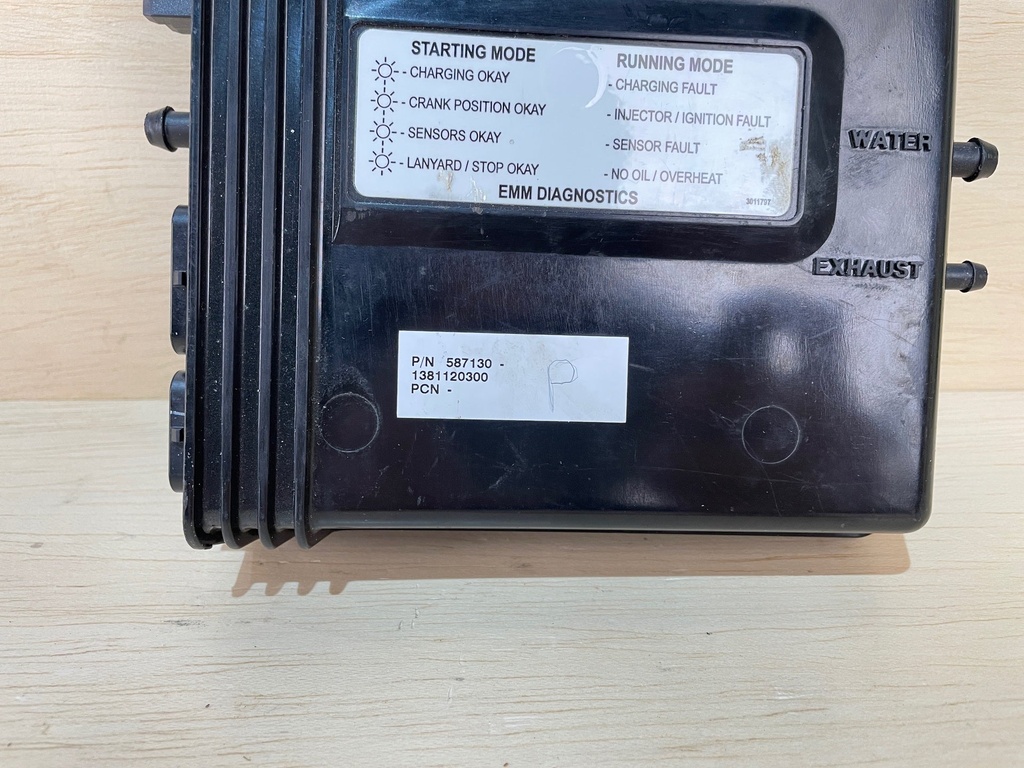 STARTING MODE
- CHARGING OKAY
- CRANK POSITION OKAY
- SENSORS OKAY
- LANYARD / STOP OKAY
RUNNING MODE
- CHARGING FAULT
- INJECTOR / IGNITION FAULT
- SENSOR FAULT
- NO OIL / OVERHEAT
EMM DIAGNOSTICS
3011797
WATER
EXHAUST
P/N 587130 -
1381120300
PCN -
P